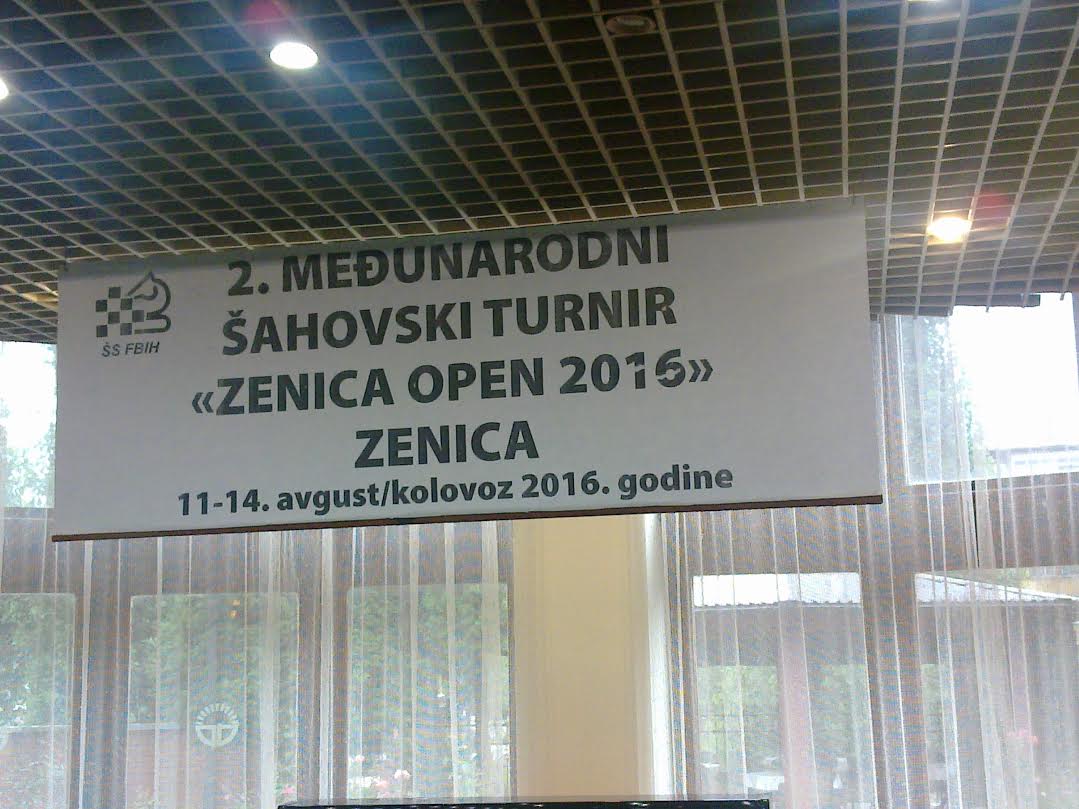 2. MEĐUNARODNI
ŠAHOVSKI TURNIR
«ZENICA OPEN 2016»
ZENICA
11-14. avgust/kolovoz 2016. godine
ŠS FBIH